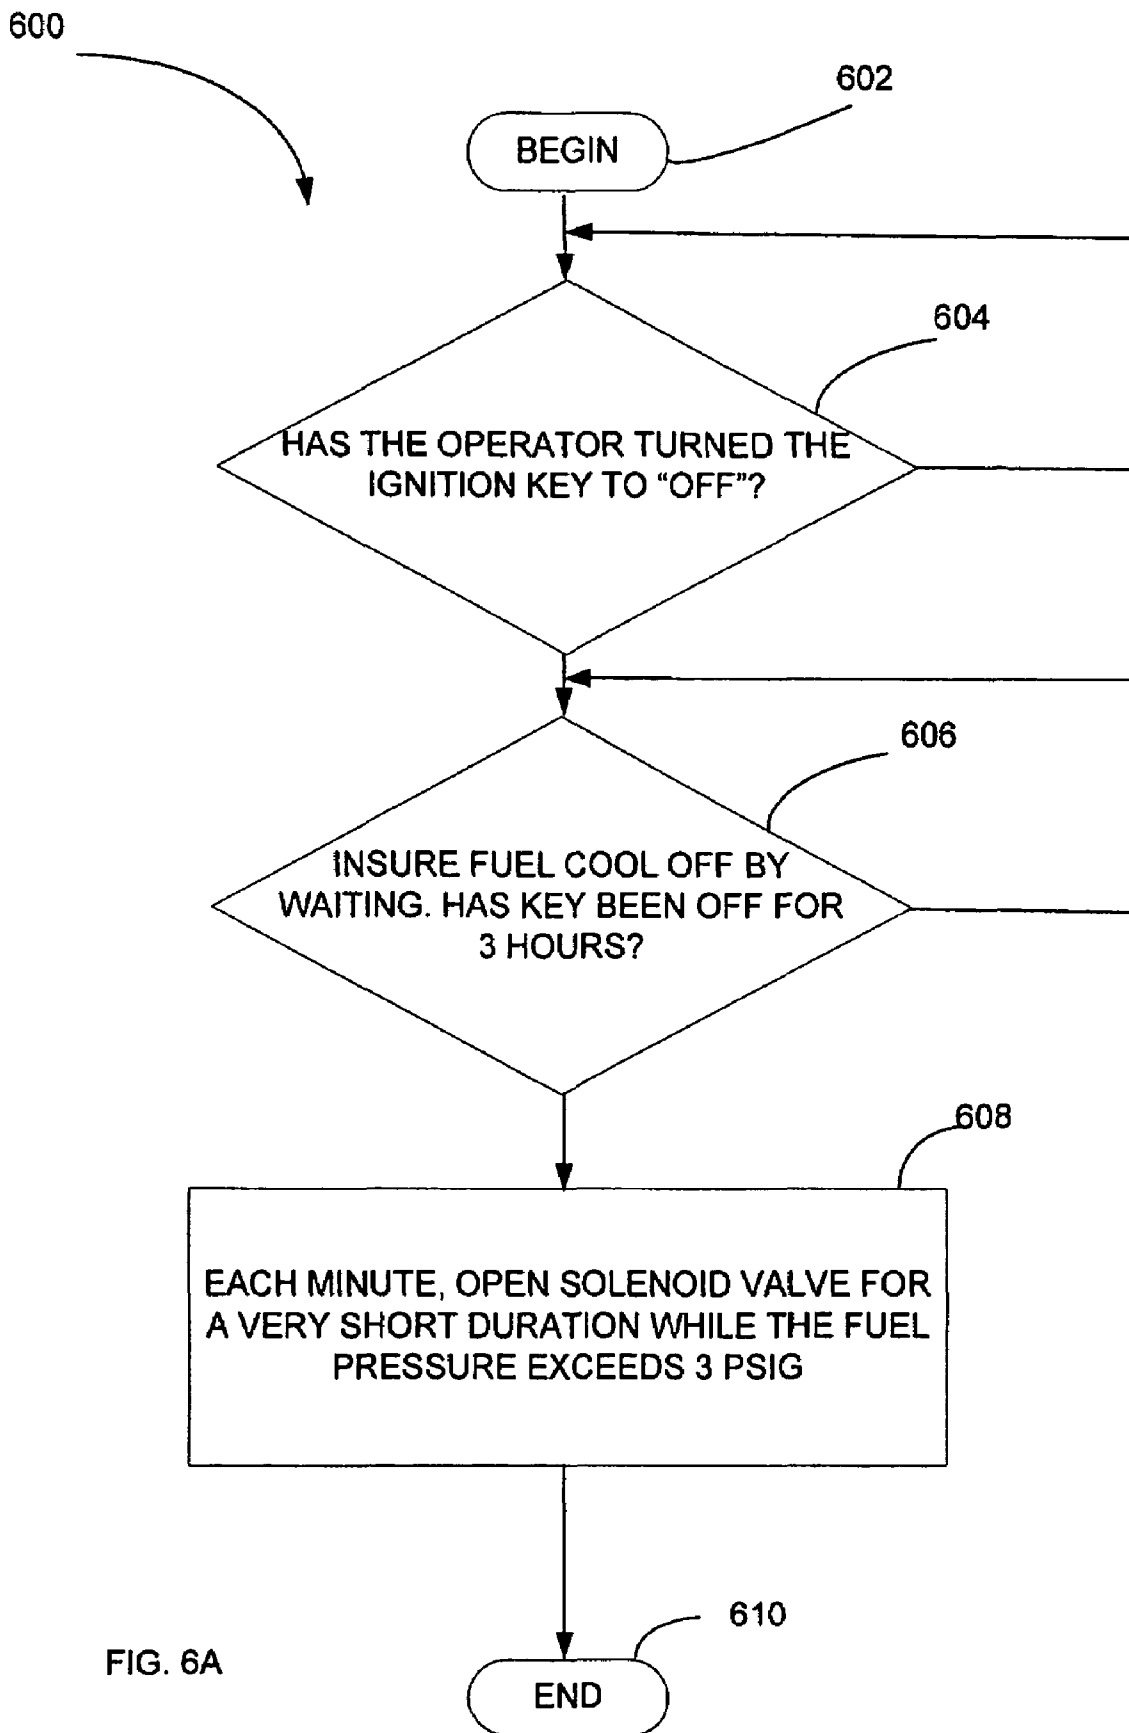 600
602
BEGIN
604
HAS THE OPERATOR TURNED THE
IGNITION KEY TO “OFF”?
606
INSURE FUEL COOL OFF BY
WAITING. HAS KEY BEEN OFF FOR
3 HOURS?
608
EACH MINUTE, OPEN SOLENOID VALVE FOR
A VERY SHORT DURATION WHILE THE FUEL
PRESSURE EXCEEDS 3 PSIG
610
FIG. 6A
END